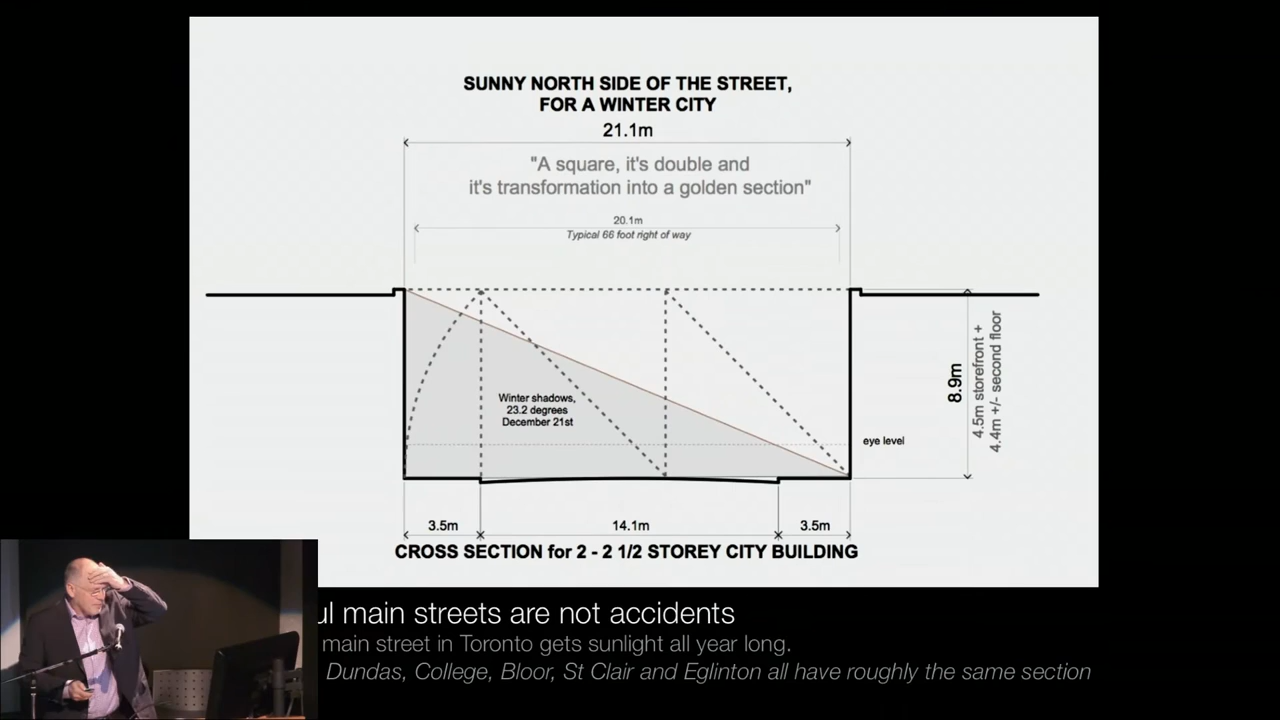 SUNNY NORTH SIDE OF THE STREET,
FOR A WINTER CITY
21.1m
"A square, it's double and
it's transformation into a golden section"
20.1m
Typical 66 foot right of way
Winter shadows,
23.2 degrees
December 21st
eye level
8.9m
4.5m storefront +
4.4m +/- second floor
3.5m
14.1m
3.5m
CROSS SECTION for 2 - 2 1/2 STOREY CITY BUILDING
main streets are not accidents
main street in Toronto gets sunlight all year long.
Dundas, College, Bloor, St Clair and Eglinton all have roughly the same section